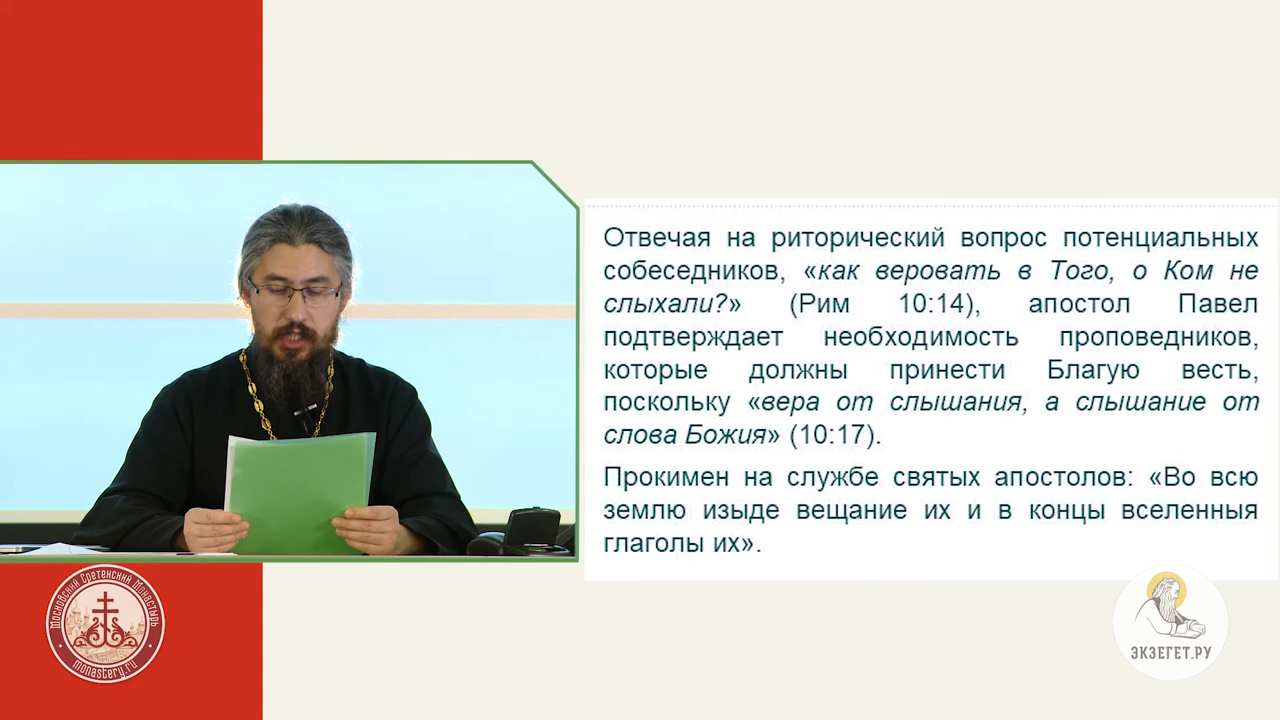 Отвечая на риторический вопрос потенциальных
собеседников, «как веровать в Того, о Ком не
слыхали?» (Рим 10:14), апостол Павел
подтверждает необходимость проповедников,
которые должны принести Благую весть,
поскольку «вера от слышания, а слышание от
слова Божия» (10:17).
Прокимен на службе святых апостолов: «Во всю
землю изыде вещание их и в концы вселенныя
глаголы их».
Московский Сретенский Монастырь
monastery.ru
ЭКЗЕГЕТ.РУ